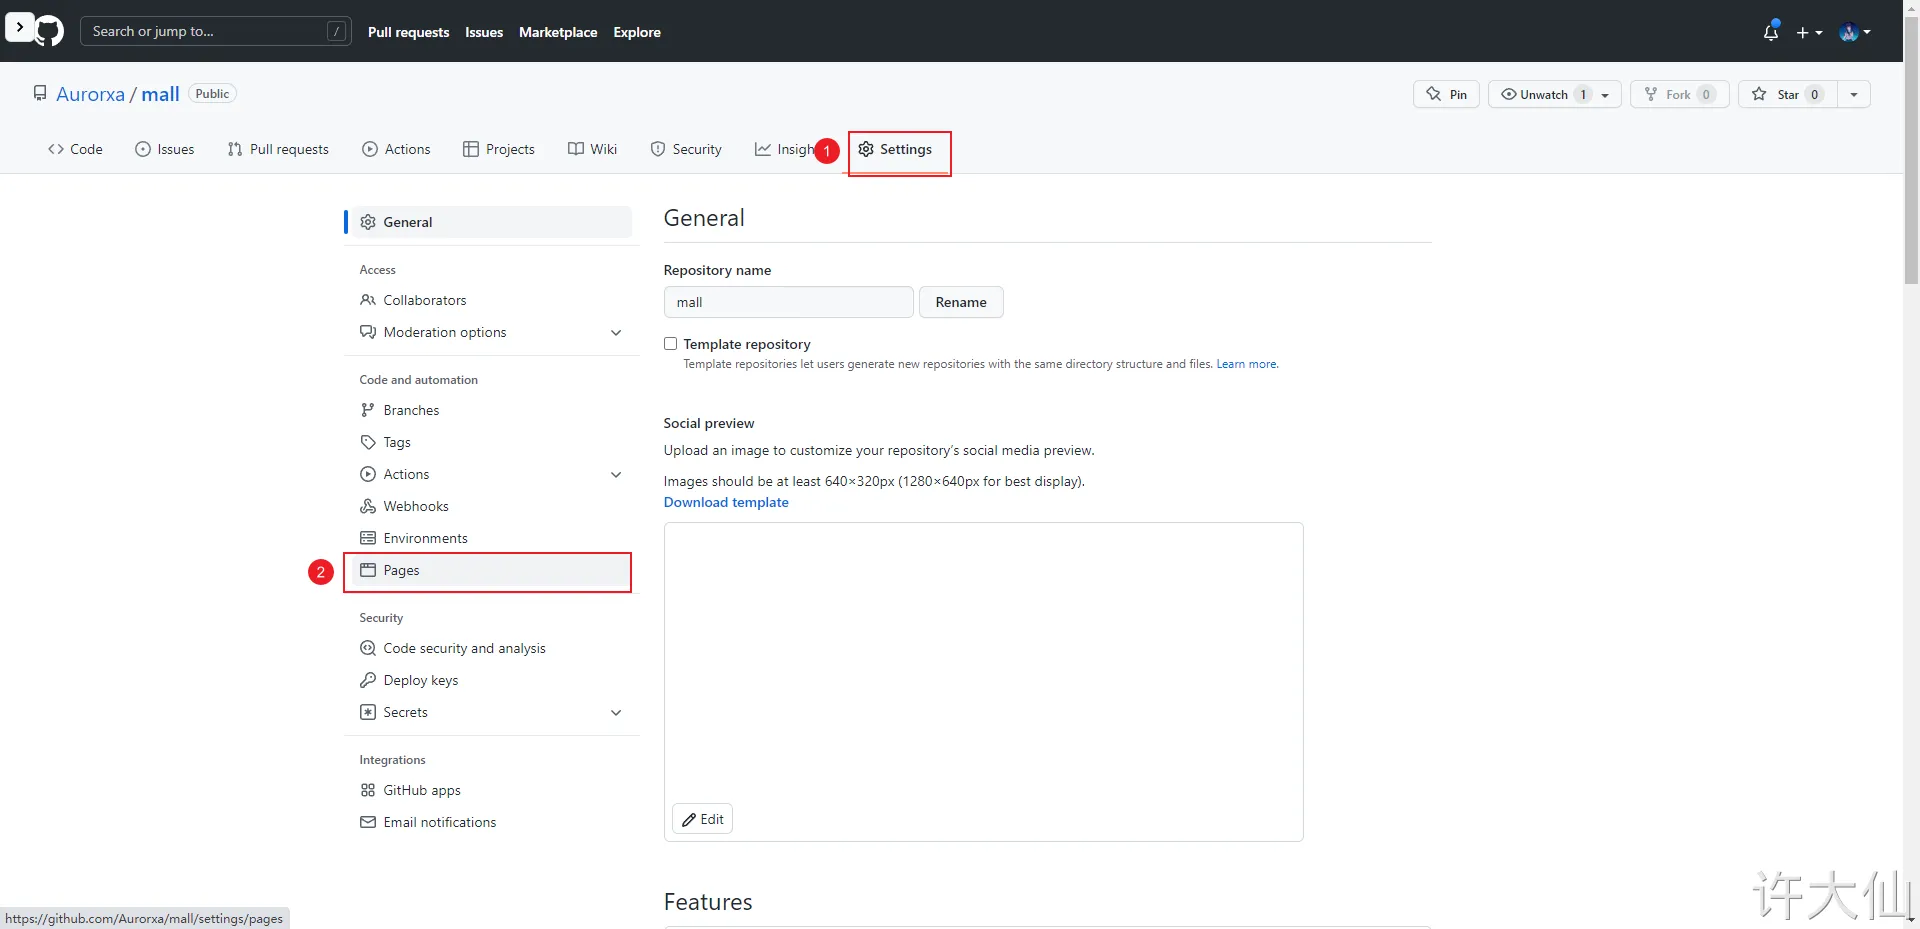 Search or jump to... /
Pull requests Issues Marketplace Explore
Aurorxa / mall Public
Pin Unwatch 1 Fork 0 Star 0
Code Issues Pull requests Actions Projects Wiki Security Insigh 1 Settings
General
Access
Collaborators
Moderation options
Code and automation
Branches
Tags
Actions
Webhooks
Environments
2 Pages
Security
Code security and analysis
Deploy keys
Secrets
Integrations
GitHub apps
Email notifications
General
Repository name
mall Rename
Template repository
Template repositories let users generate new repositories with the same directory structure and files. Learn more.
Social preview
Upload an image to customize your repository’s social media preview.
Images should be at least 640×320px (1280×640px for best display).
Download template
Edit
Features
https://github.com/Aurorxa/mall/settings/pages
许大仙